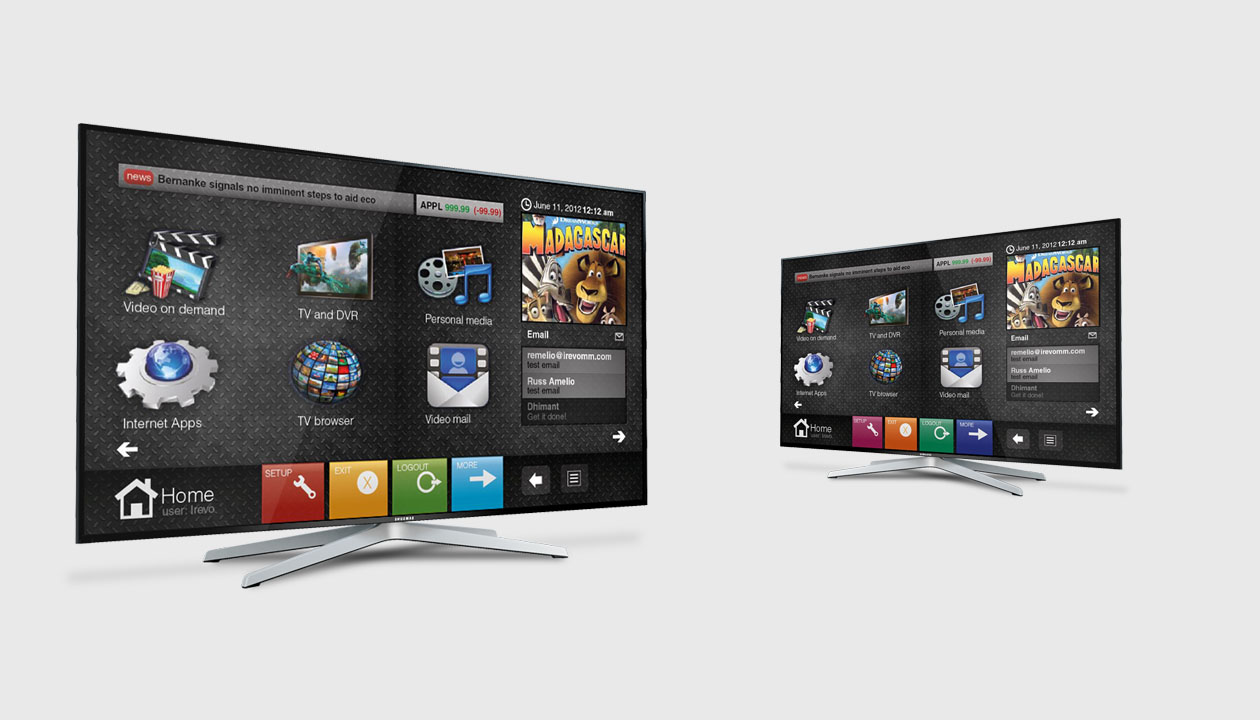 news Bernanke signals no imminent steps to aid eco
APPL 999.99 (-99.99)
June 11, 2012 12:12 am
MADAGASCAR
Video on demand
TV and DVR
Personal media
Email
remelio@irevomm.com
test email
Russ Amelio
test email
Dhimant
Get it done!
Internet Apps
TV browser
Video mail
SETUP
EXIT
X
LOGOUT
MORE
Home
user: Irevo.
SAMSUNG
news Bernanke signals no imminent steps to aid eco
APPL 999.99 (-99.99)
June 11, 2012 12:12 am
MADAGASCAR
Video on demand
TV and DVR
Personal media
Email
remelio@irevomm.com
test email
Russ Amelio
test email
Dhimant
Get it done!
Internet Apps
TV browser
Video mail
SETUP
EXIT
X
LOGOUT
MORE
Home
user: Irevo.